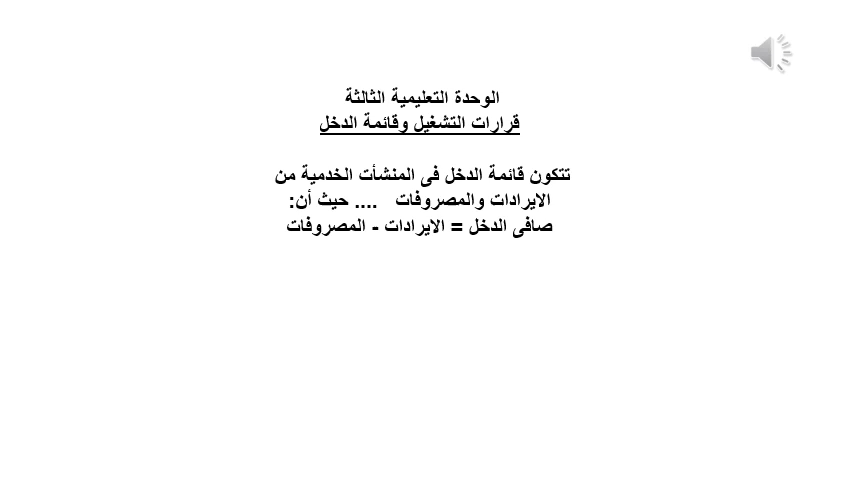 الوحدة التعليمية الثالثة
قرارات التشغيل وقائمة الدخل
تتكون قائمة الدخل فى المنشأت الخدمية من
الايرادات والمصروفات .... حيث أن:
صافى الدخل = الايرادات - المصروفات